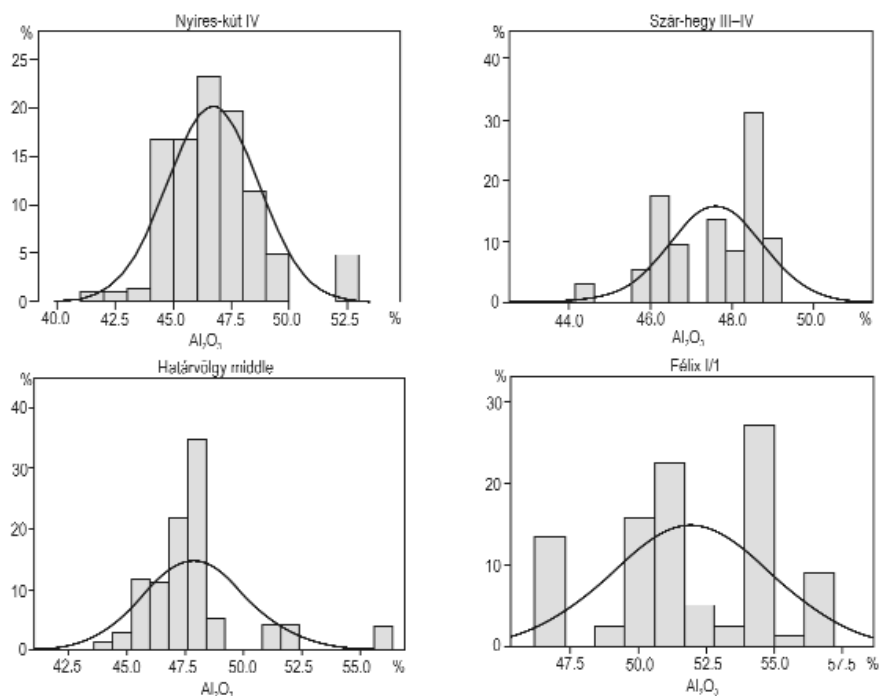 Nyíres-kút IV
%
25
20
15
10
5
0
40.0 42.5 45.0 47.5 50.0 52.5 %
Al₂O₃
Szár-hegy III–IV
%
40
30
20
10
0
44.0 46.0 48.0 50.0 %
Al₂O₃
Határvölgy middle
%
40
30
20
10
0
42.5 45.0 47.5 50.0 52.5 55.0 %
Al₂O₃
Félix I/1
%
30
20
10
0
47.5 50.0 52.5 55.0 57.5 %
Al₂O₃